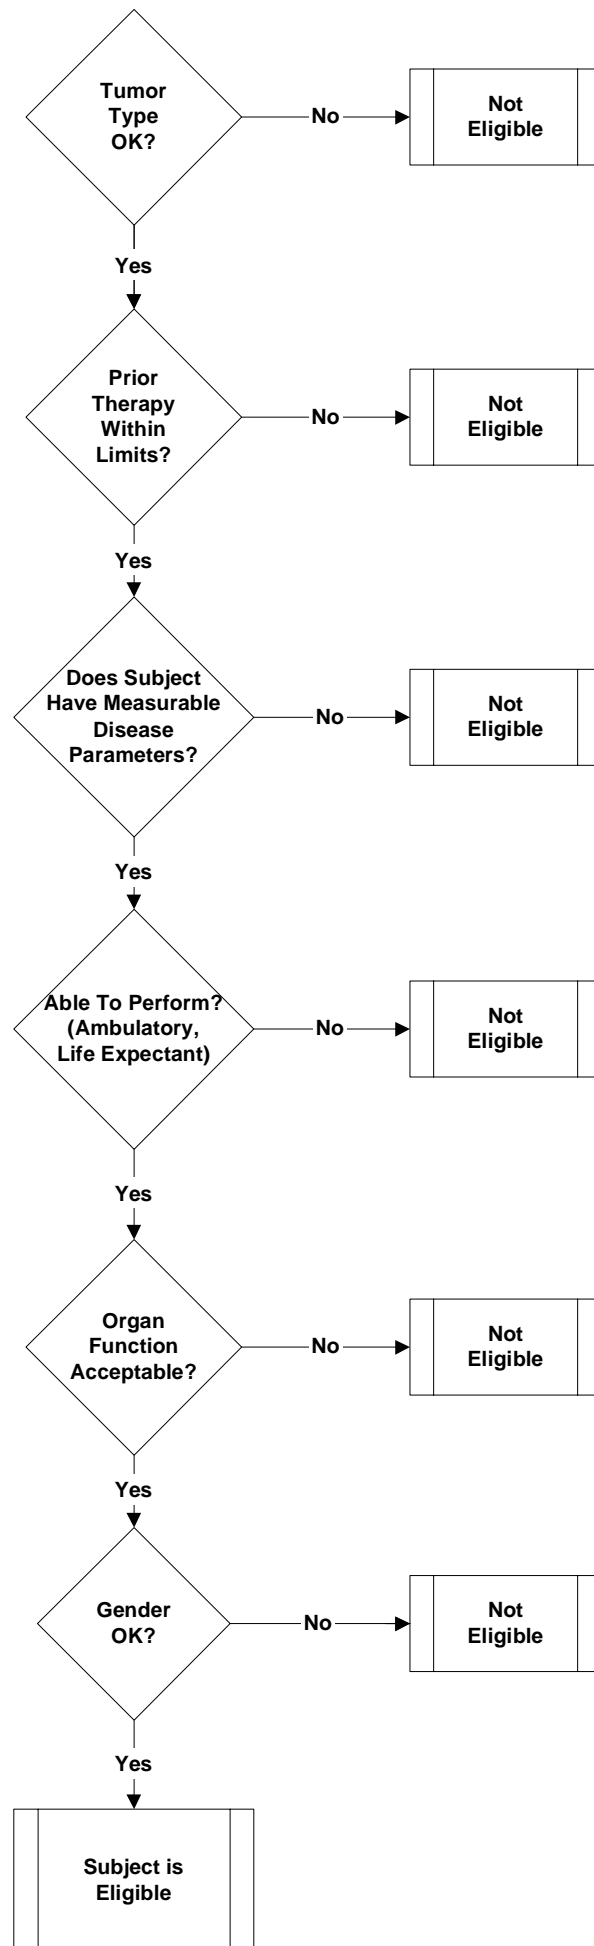 Tumor
Type
OK?
No
Not
Eligible
Yes
Prior
Therapy
Within
Limits?
No
Not
Eligible
Yes
Does Subject
Have Measurable
Disease
Parameters?
No
Not
Eligible
Yes
Able To Perform?
(Ambulatory,
Life Expectant)
No
Not
Eligible
Yes
Organ
Function
Acceptable?
No
Not
Eligible
Yes
Gender
OK?
No
Not
Eligible
Yes
Subject is
Eligible